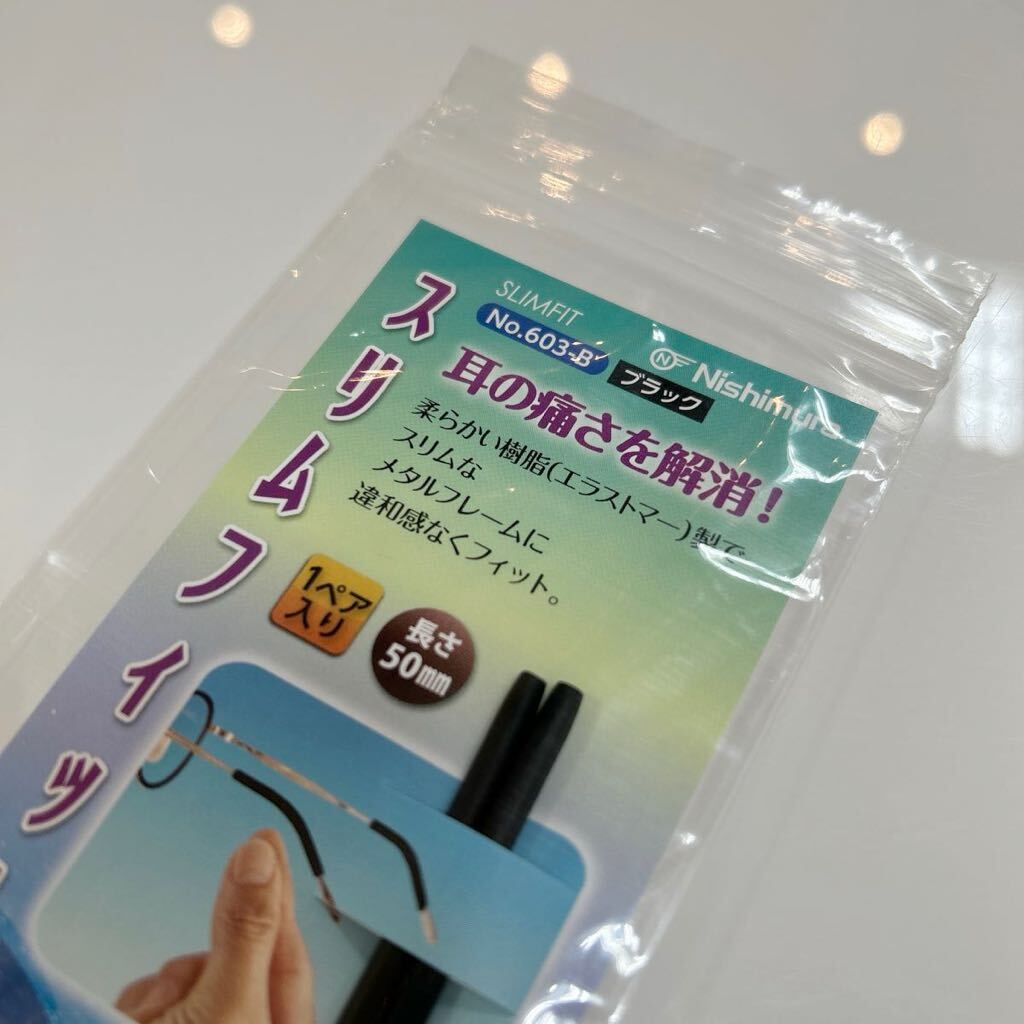 SLIMFIT
No.603-B
ブラック
NF Nishimura
耳の痛さを解消!
柔らかい樹脂(エラストマー)製で
スリムな
メタルフレームに
違和感なくフィット。
1ペア
入り
長さ
50mm
スリムフィッ